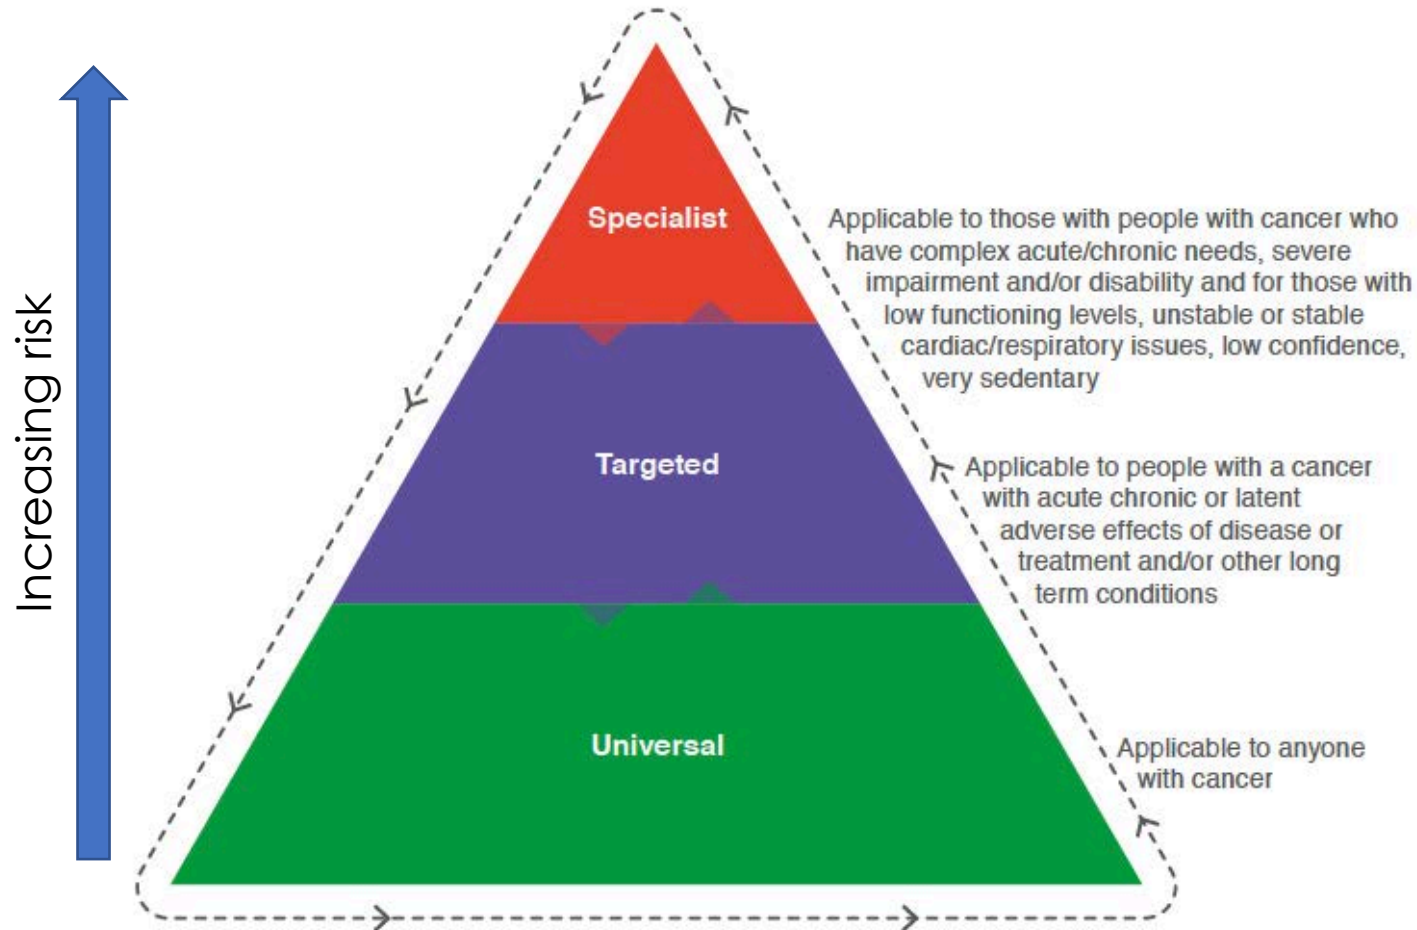 Increasing risk
Specialist
Applicable to those with people with cancer who
have complex acute/chronic needs, severe
impairment and/or disability and for those with
low functioning levels, unstable or stable
cardiac/respiratory issues, low confidence,
very sedentary
Targeted
Applicable to people with a cancer
with acute chronic or latent
adverse effects of disease or
treatment and/or other long
term conditions
Universal
Applicable to anyone
with cancer